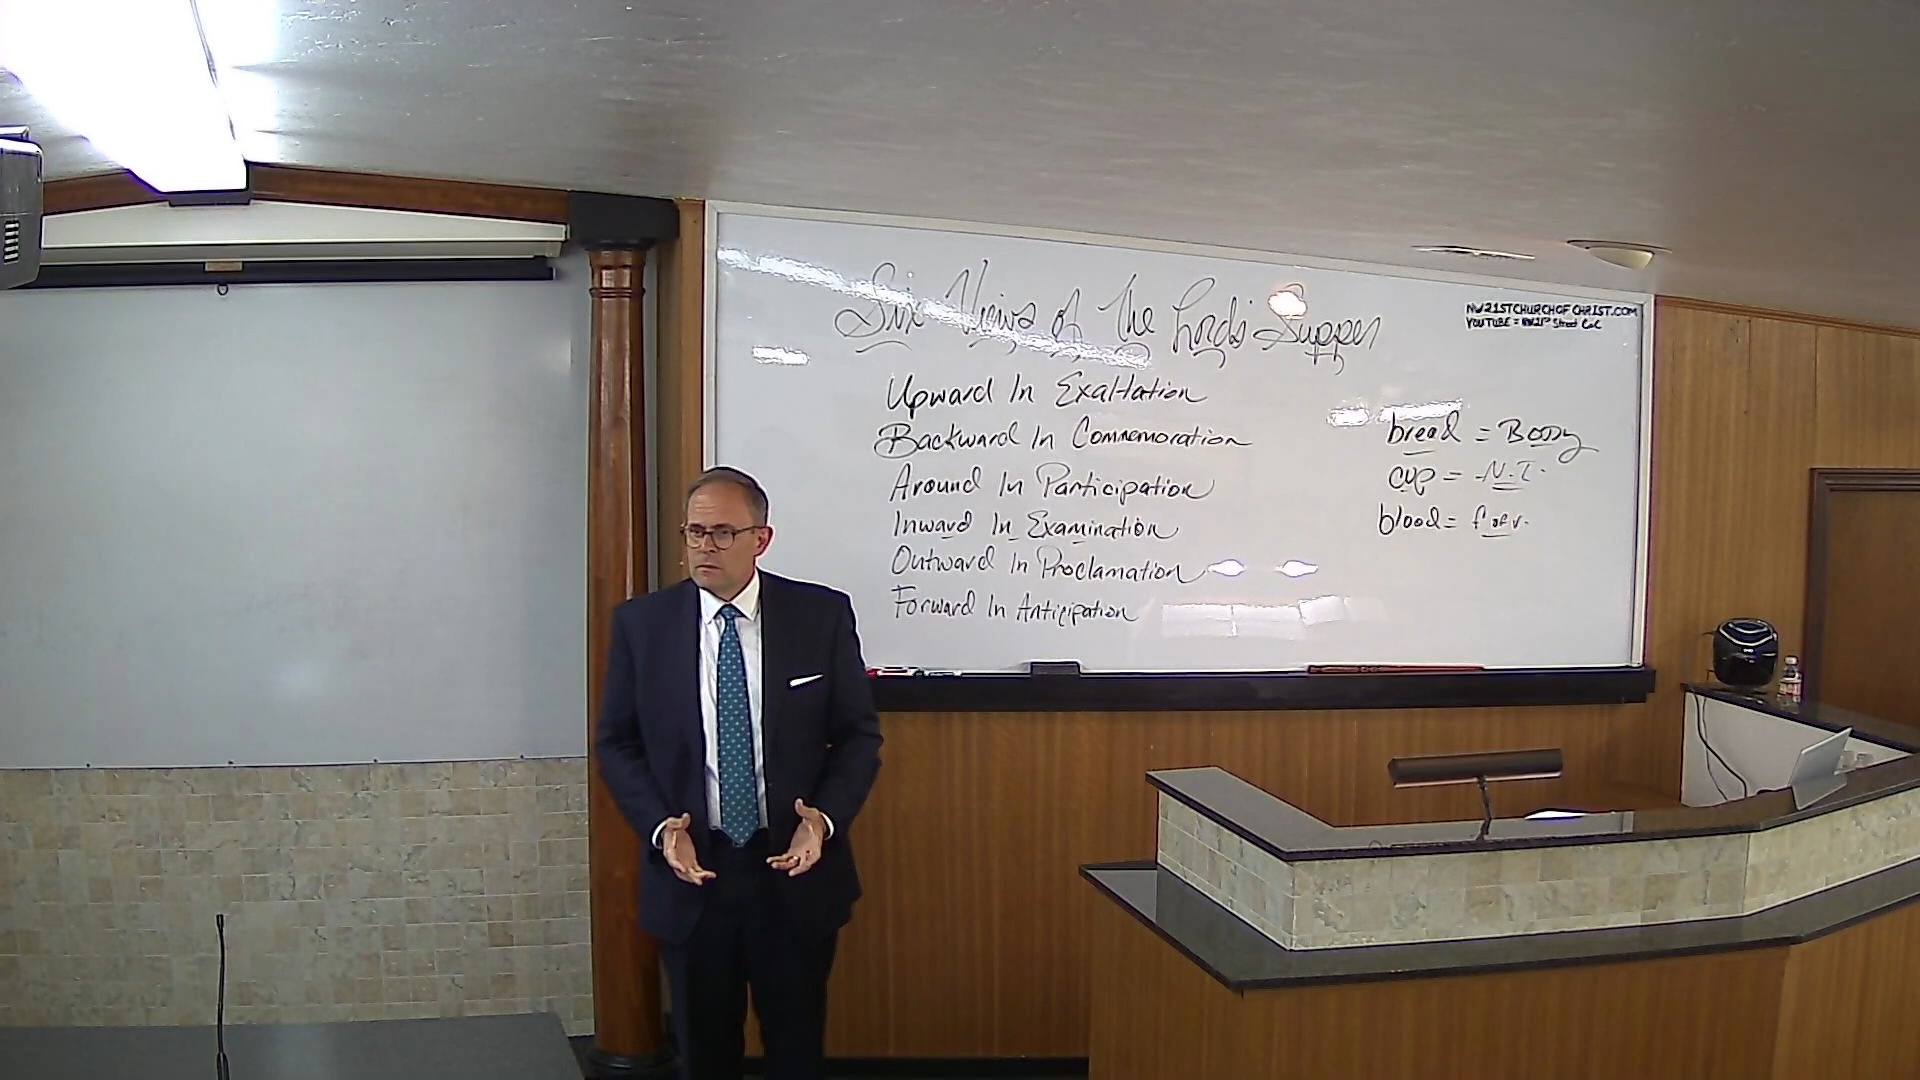 Six Views of the Lord's Supper
NW21STCHURCHOFCHRIST.COM
YOUTUBE = NW21st Street CoC
Upward In Exaltation
Backward In Commemoration
Around In Participation
Inward In Examination
Outward In Proclamation
Forward In Anticipation
bread = Body
cup = N.T.
blood = f of v.